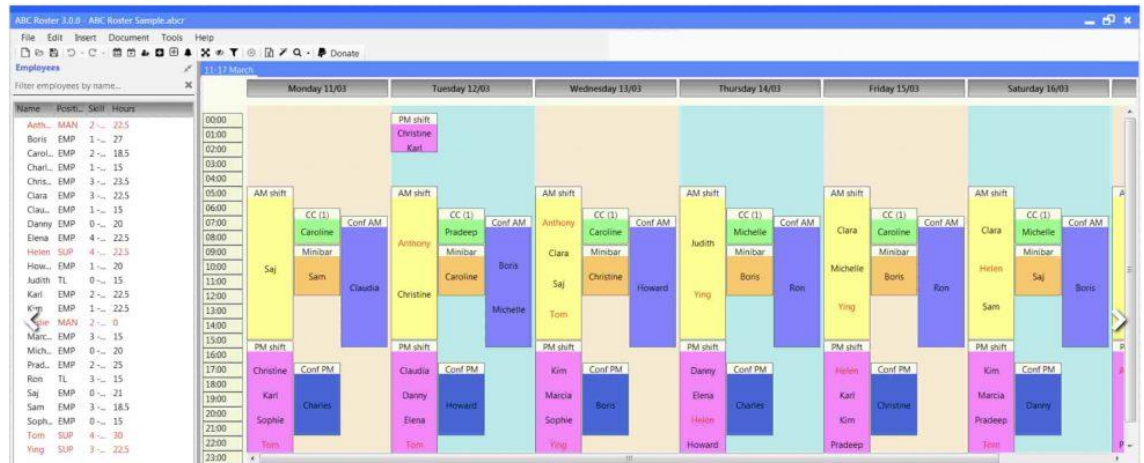 ABC Roster 3.0.0 - ABC Roster Sample.abcr
File Edit Insert Document Tools Help
Donate
Employees
11-17 March
Filter employees by name...
Monday 11/03 Tuesday 12/03 Wednesday 13/03 Thursday 14/03 Friday 15/03 Saturday 16/03
Name Positi... Skill Hours
Anth... MAN 2 -... 22.5
Boris EMP 1 -... 27
Carol... EMP 2 -... 18.5
Charl... EMP 1 -... 15
Chris... EMP 3 -... 23.5
Clara EMP 3 -... 22.5
Clau... EMP 1 -... 15
Danny EMP 0 -... 20
Elena EMP 4 -... 22.5
Helen SUP 4 -... 22.5
How... EMP 1 -... 20
Judith TL 0 -... 15
Karl EMP 2 -... 22.5
Kim EMP 1 -... 22.5
MAN 2 -... 0
Marc... EMP 3 -... 15
Mich... EMP 0 -... 20
Prad... EMP 2 -... 25
Ron TL 3 -... 15
Saj EMP 0 -... 21
Sam EMP 3 -... 18.5
Soph... EMP 0 -... 15
Tom SUP 4 -... 30
Ying SUP 3 -... 22.5
00:00
01:00
02:00
03:00
04:00
05:00
06:00
07:00
08:00
09:00
10:00
11:00
12:00
13:00
14:00
15:00
16:00
17:00
18:00
19:00
20:00
21:00
22:00
23:00
AM shift
Saj
CC (1)
Caroline
Minibar
Sam
Conf AM
Claudia
PM shift
Christine
Karl
Sophie
Tom
Conf PM
Charles
PM shift
Christine
Karl
AM shift
Anthony
Christine
CC (1)
Pradeep
Minibar
Caroline
Conf AM
Boris
Michelle
PM shift
Claudia
Danny
Elena
Tom
Conf PM
Howard
AM shift
Anthony
Clara
Saj
Tom
CC (1)
Caroline
Minibar
Christine
Conf AM
Howard
PM shift
Kim
Marcia
Sophie
Ying
Conf PM
Boris
AM shift
Judith
Ying
CC (1)
Michelle
Minibar
Boris
Conf AM
Ron
PM shift
Danny
Elena
Helen
Howard
Conf PM
Charles
AM shift
Clara
Michelle
Ying
CC (1)
Caroline
Minibar
Boris
Conf AM
Ron
PM shift
Helen
Karl
Kim
Pradeep
Conf PM
Christine
AM shift
Clara
Helen
Sam
CC (1)
Michelle
Minibar
Saj
Conf AM
Boris
PM shift
Kim
Marcia
Pradeep
Tom
Conf PM
Danny